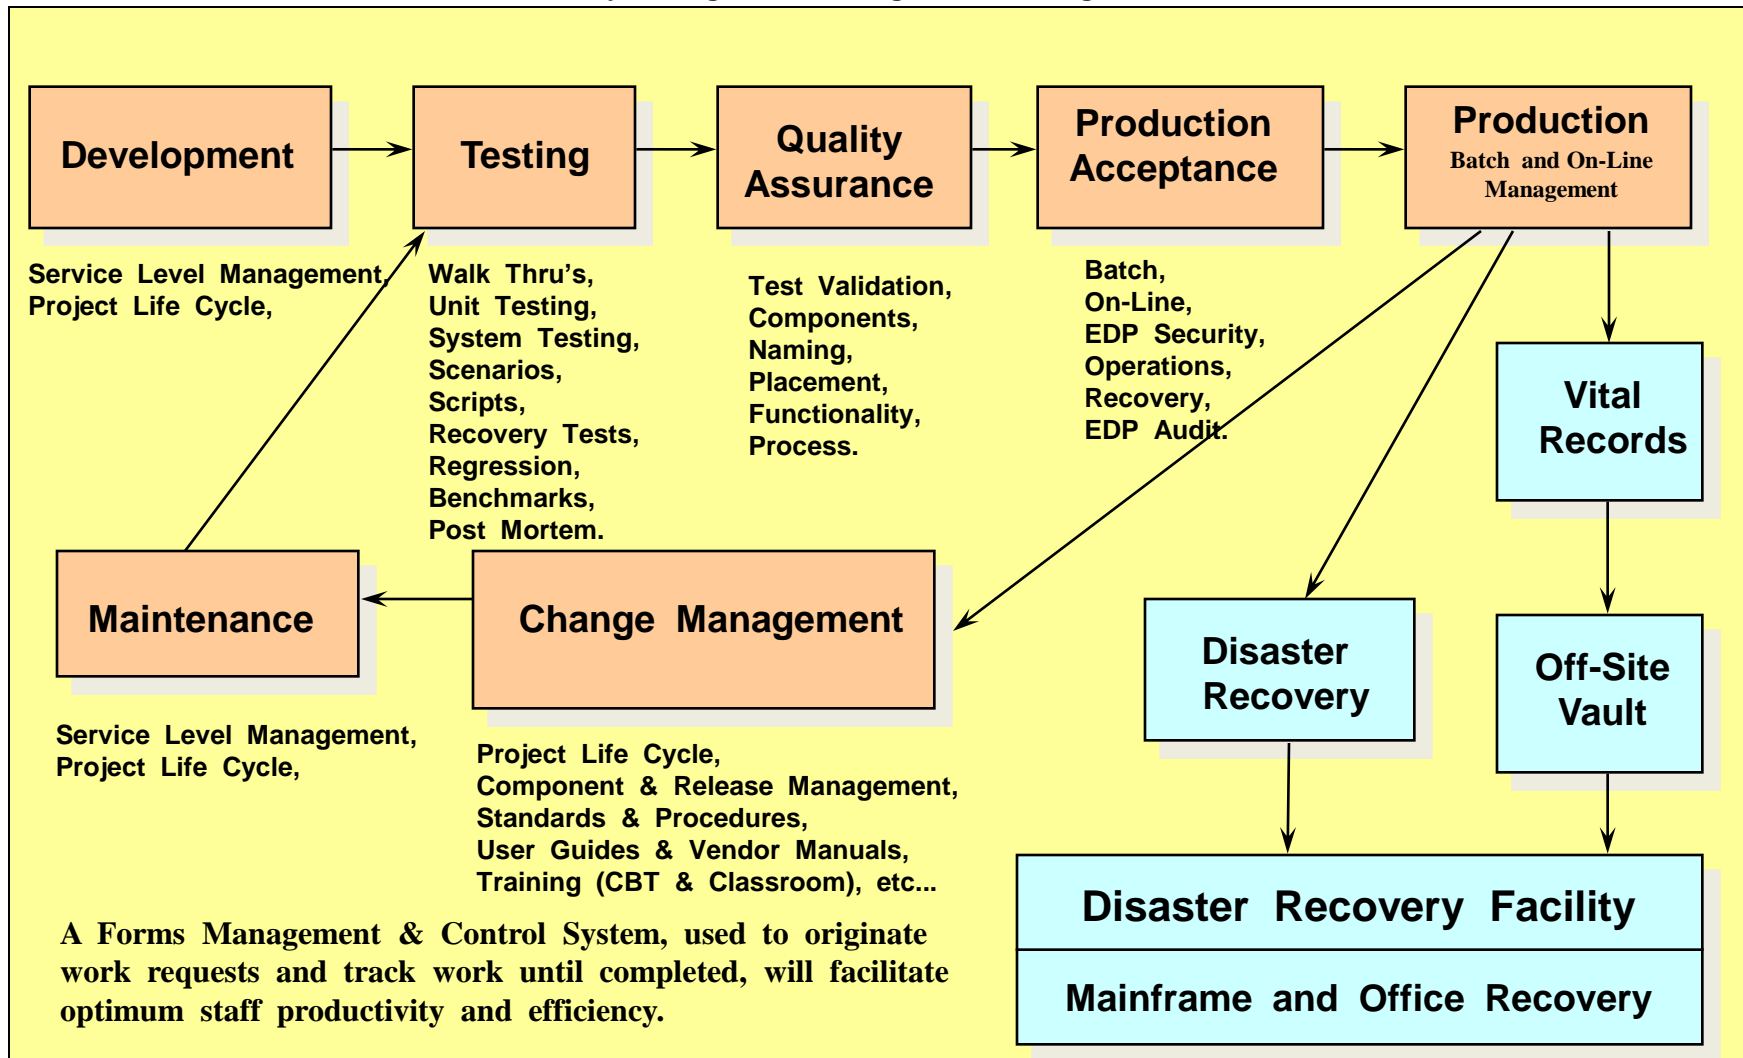 Development
Testing
Quality
Assurance
Production
Acceptance
Production
Batch and On-Line
Management
Service Level Management,
Project Life Cycle,
Walk Thru's,
Unit Testing,
System Testing,
Scenarios,
Scripts,
Recovery Tests,
Regression,
Benchmarks,
Post Mortem.
Test Validation,
Components,
Naming,
Placement,
Functionality,
Process.
Batch,
On-Line,
EDP Security,
Operations,
Recovery,
EDP Audit.
Vital
Records
Maintenance
Change Management
Disaster
Recovery
Off-Site
Vault
Service Level Management,
Project Life Cycle,
Project Life Cycle,
Component & Release Management,
Standards & Procedures,
User Guides & Vendor Manuals,
Training (CBT & Classroom), etc...
Disaster Recovery Facility
Mainframe and Office Recovery
A Forms Management & Control System, used to originate
work requests and track work until completed, will facilitate
optimum staff productivity and efficiency.